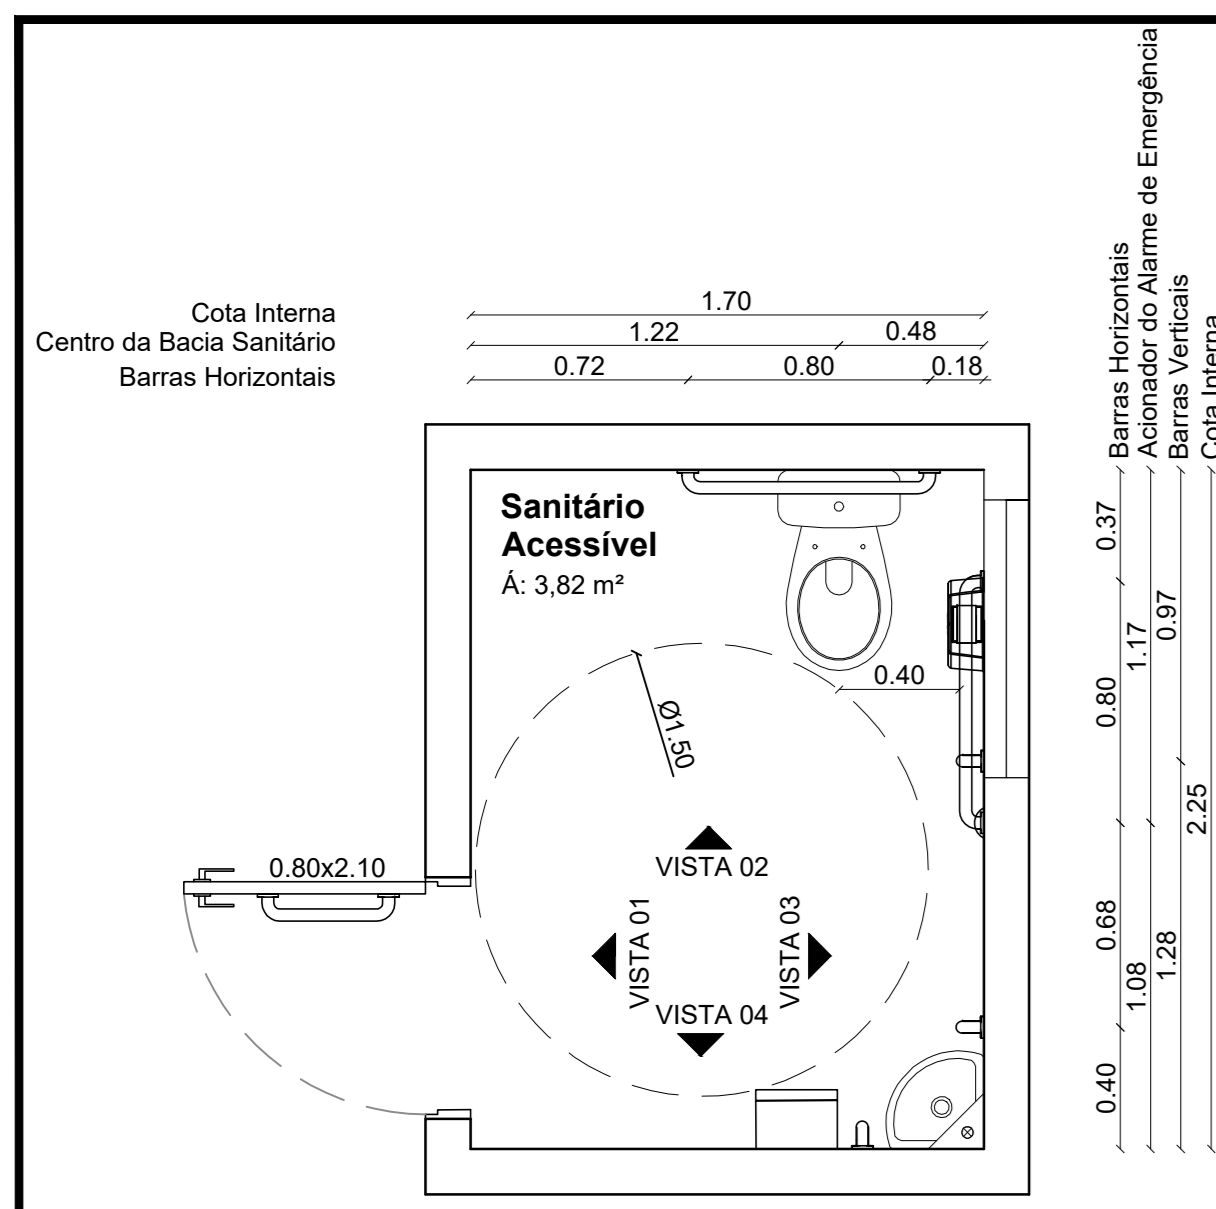 Cota Interna
Centro da Bacia Sanitário
Barras Horizontais
1.70
1.22
0.48
0.72
0.80
0.18
Barras Horizontais
Acionador do Alarme de Emergência
Barras Verticais
Cota Interna
Sanitário
Acessível
Á: 3,82 m²
0.37
0.80
0.68
0.40
1.17
1.08
0.97
1.28
2.25
0.40
Ø1.50
0.80x2.10
VISTA 02
VISTA 01
VISTA 03
VISTA 04